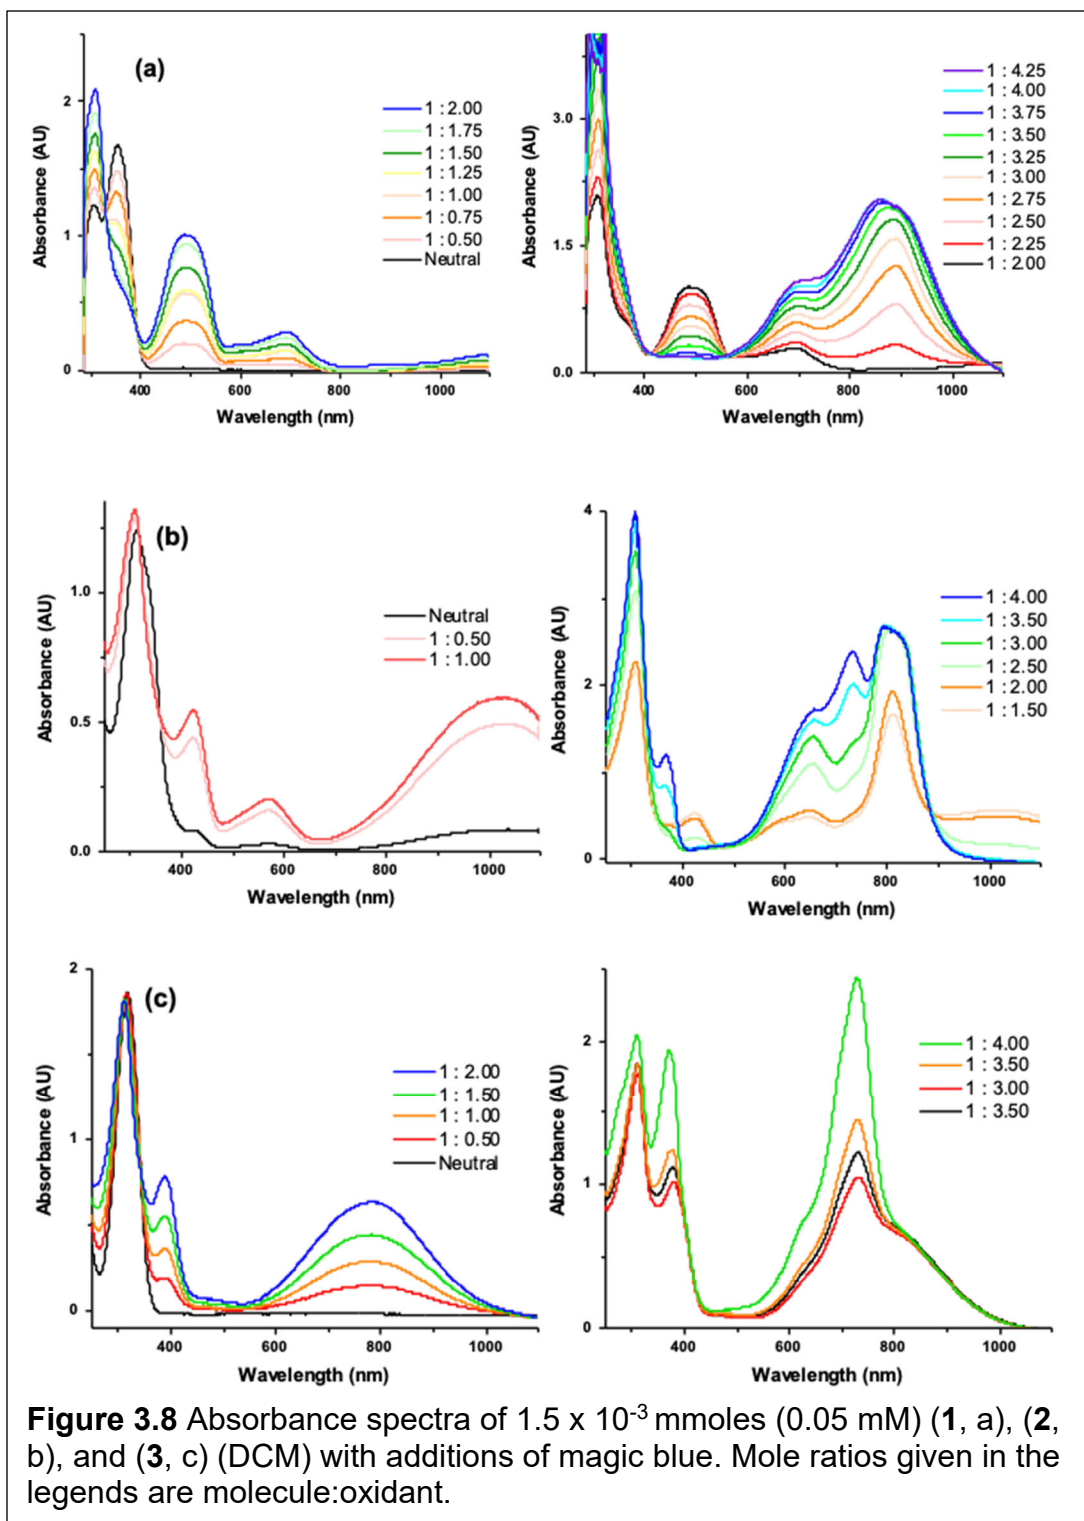 (a)
2
1
0
400
600
800
1000
Absorbance (AU)
Wavelength (nm)
1 : 2.00
1 : 1.75
1 : 1.50
1 : 1.25
1 : 1.00
1 : 0.75
1 : 0.50
Neutral
3.0
1.5
0.0
400
600
800
1000
Absorbance (AU)
Wavelength (nm)
1 : 4.25
1 : 4.00
1 : 3.75
1 : 3.50
1 : 3.25
1 : 3.00
1 : 2.75
1 : 2.50
1 : 2.25
1 : 2.00
(b)
1.0
0.5
0.0
400
600
800
1000
Absorbance (AU)
Wavelength (nm)
Neutral
1 : 0.50
1 : 1.00
4
2
0
400
600
800
1000
Absorbance (AU)
Wavelength (nm)
1 : 4.00
1 : 3.50
1 : 3.00
1 : 2.50
1 : 2.00
1 : 1.50
(c)
2
1
0
400
600
800
1000
Absorbance (AU)
Wavelength (nm)
1 : 2.00
1 : 1.50
1 : 1.00
1 : 0.50
Neutral
2
1
0
400
600
800
1000
Absorbance (AU)
Wavelength (nm)
1 : 4.00
1 : 3.50
1 : 3.00
1 : 3.50
Figure 3.8 Absorbance spectra of 1.5 x 10⁻³ mmoles (0.05 mM) (1, a), (2,
b), and (3, c) (DCM) with additions of magic blue. Mole ratios given in the
legends are molecule:oxidant.